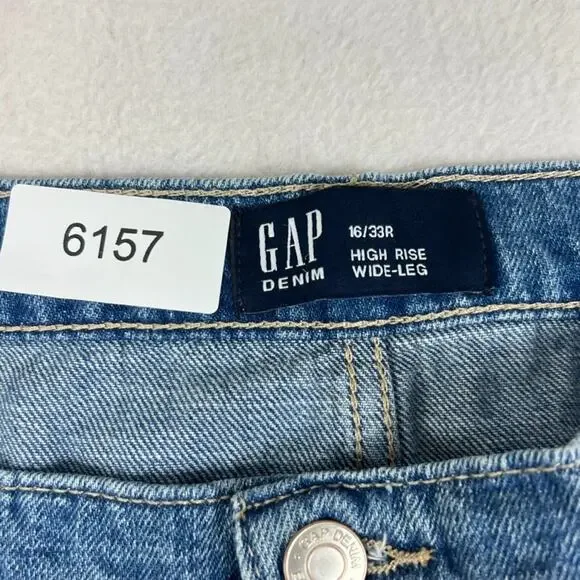 6157
GAP
DENIM
16/33R
HIGH RISE
WIDE-LEG
GAP DENIM